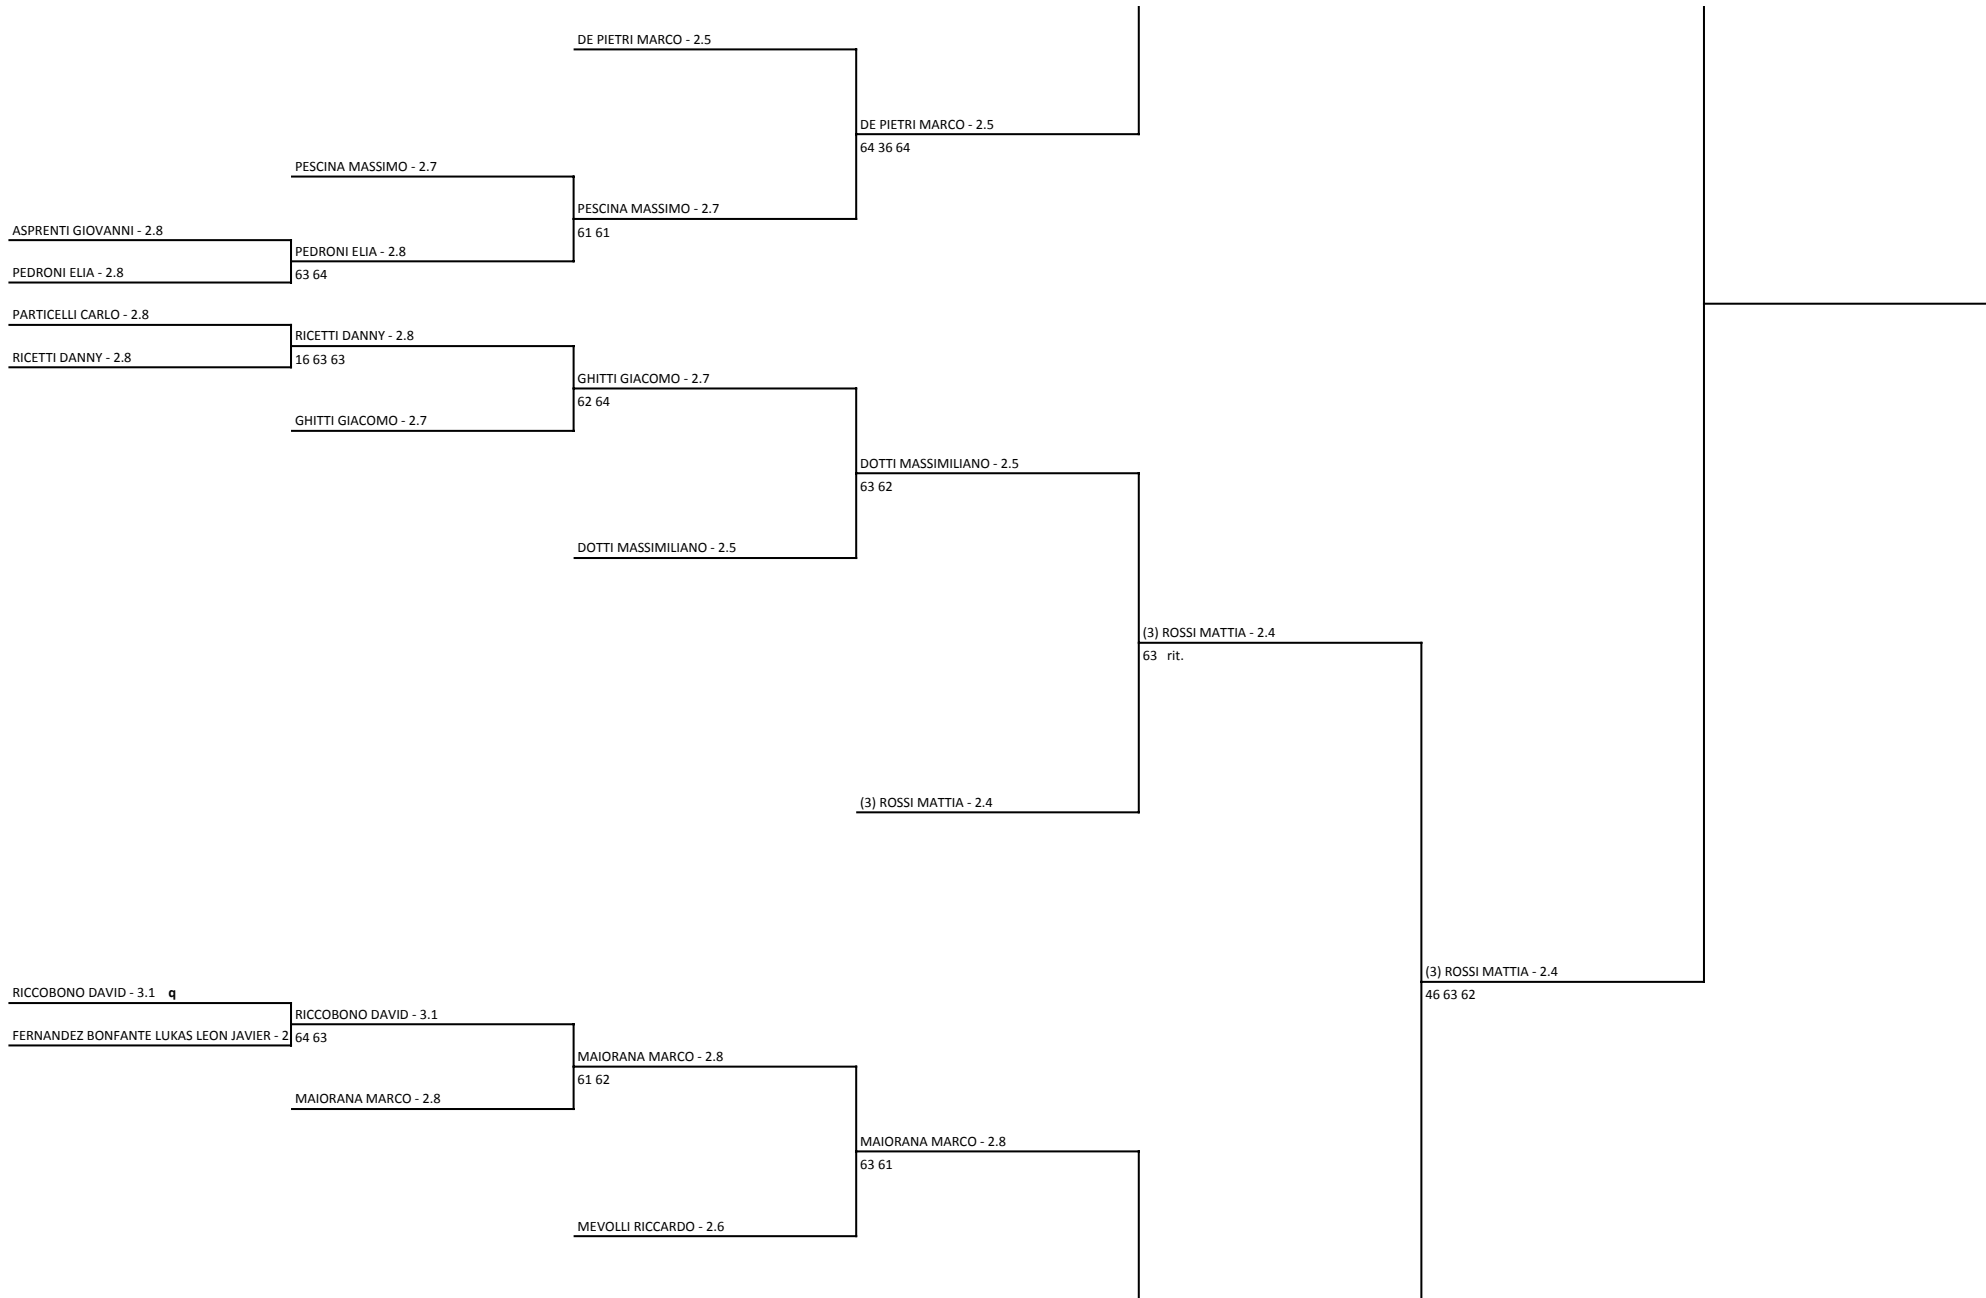 DE PIETRI MARCO - 2.5
DE PIETRI MARCO - 2.5
64 36 64
PESCINA MASSIMO - 2.7
PESCINA MASSIMO - 2.7
61 61
ASPRENTI GIOVANNI - 2.8
PEDRONI ELIA - 2.8
63 64
PEDRONI ELIA - 2.8
PARTICELLI CARLO - 2.8
RICETTI DANNY - 2.8
16 63 63
RICETTI DANNY - 2.8
GHITTI GIACOMO - 2.7
62 64
GHITTI GIACOMO - 2.7
DOTTI MASSIMILIANO - 2.5
63 62
DOTTI MASSIMILIANO - 2.5
(3) ROSSI MATTIA - 2.4
63 rit.
(3) ROSSI MATTIA - 2.4
(3) ROSSI MATTIA - 2.4
46 63 62
RICCOBONO DAVID - 3.1 q
RICCOBONO DAVID - 3.1
64 63
FERNANDEZ BONFANTE LUKAS LEON JAVIER - 2
MAIORANA MARCO - 2.8
61 62
MAIORANA MARCO - 2.8
MAIORANA MARCO - 2.8
63 61
MEVOLLI RICCARDO - 2.6